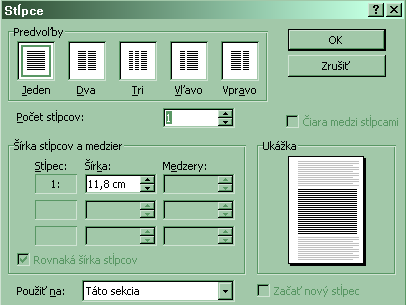 Stĺpce
Predvoľby
Jeden Dva Tri Vľavo Vpravo
OK
Zrušiť
Počet stĺpcov: 1
Čiara medzi stĺpcami
Šírka stĺpcov a medzier
Stĺpec: Šírka: Medzery:
1: 11,8 cm
Rovnaká šírka stĺpcov
Ukážka
Použiť na: Táto sekcia
Začať nový stĺpec